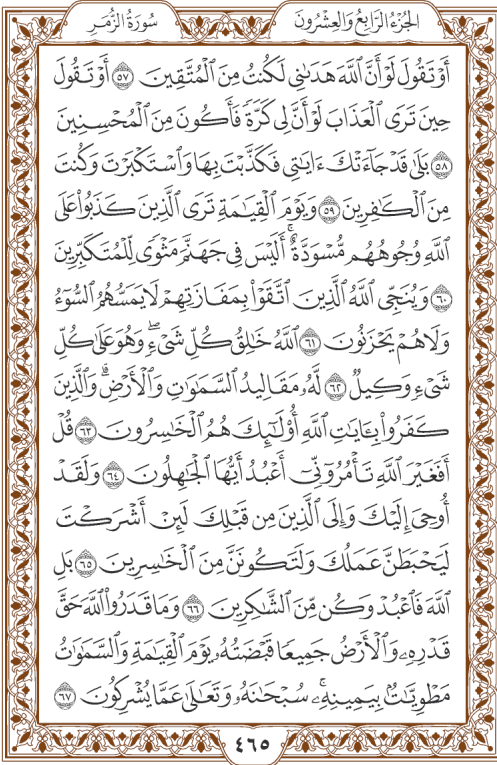 سُورَةُ الزُّمَر
الجُزْءُ الرَّابِعُ وَالعِشْرُونَ
أَوْ تَقُولَ لَوْ أَنَّ ٱللَّهَ هَدَىٰنِى لَكُنتُ مِنَ ٱلْمُتَّقِينَ ٥٧ أَوْ تَقُولَ
حِينَ تَرَى ٱلْعَذَابَ لَوْ أَنَّ لِى كَرَّةً فَأَكُونَ مِنَ ٱلْمُحْسِنِينَ
٥٨ بَلَىٰ قَدْ جَآءَتْكَ ءَايَٰتِى فَكَذَّبْتَ بِهَا وَٱسْتَكْبَرْتَ وَكُنتَ
مِنَ ٱلْكَٰفِرِينَ ٥٩ وَيَوْمَ ٱلْقِيَٰمَةِ تَرَى ٱلَّذِينَ كَذَبُوا۟ عَلَى
ٱللَّهِ وُجُوهُهُم مُّسْوَدَّةٌ ۚ أَلَيْسَ فِى جَهَنَّمَ مَثْوًى لِّلْمُتَكَبِّرِينَ
٦٠ وَيُنَجِّى ٱللَّهُ ٱلَّذِينَ ٱتَّقَوْا۟ بِمَفَازَتِهِمْ لَا يَمَسُّهُمُ ٱلسُّوٓءُ
وَلَا هُمْ يَحْزَنُونَ ٦١ ٱللَّهُ خَٰلِقُ كُلِّ شَىْءٍ ۖ وَهُوَ عَلَىٰ كُلِّ
شَىْءٍ وَكِيلٌ ٦٢ لَّهُۥ مَقَالِيدُ ٱلسَّمَٰوَٰتِ وَٱلْأَرْضِ ۗ وَٱلَّذِينَ
كَفَرُوا۟ بِـَٔايَٰتِ ٱللَّهِ أُو۟لَٰٓئِكَ هُمُ ٱلْخَٰسِرُونَ ٦٣ قُلْ
أَفَغَيْرَ ٱللَّهِ تَأْمُرُوٓنِّىٓ أَعْبُدُ أَيُّهَا ٱلْجَٰهِلُونَ ٦٤ وَلَقَدْ
أُوحِىَ إِلَيْكَ وَإِلَى ٱلَّذِينَ مِن قَبْلِكَ لَئِنْ أَشْرَكْتَ
لَيَحْبَطَنَّ عَمَلُكَ وَلَتَكُونَنَّ مِنَ ٱلْخَٰسِرِينَ ٦٥ بَلِ
ٱللَّهَ فَٱعْبُدْ وَكُن مِّنَ ٱلشَّٰكِرِينَ ٦٦ وَمَا قَدَرُوا۟ ٱللَّهَ حَقَّ
قَدْرِهِۦ وَٱلْأَرْضُ جَمِيعًا قَبْضَتُهُۥ يَوْمَ ٱلْقِيَٰمَةِ وَٱلسَّمَٰوَٰتُ
مَطْوِيَّٰتٌۢ بِيَمِينِهِۦ ۚ سُبْحَٰنَهُۥ وَتَعَٰلَىٰ عَمَّا يُشْرِكُونَ ٦٧
٤٦٥